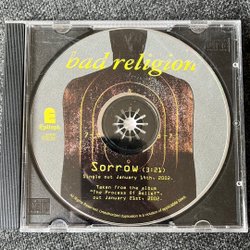 bad religion
Epitaph
Sorrow (3:21)
Single out January 14th, 2002.
Taken from the album
"The Process Of Belief",
out January 21st, 2002.